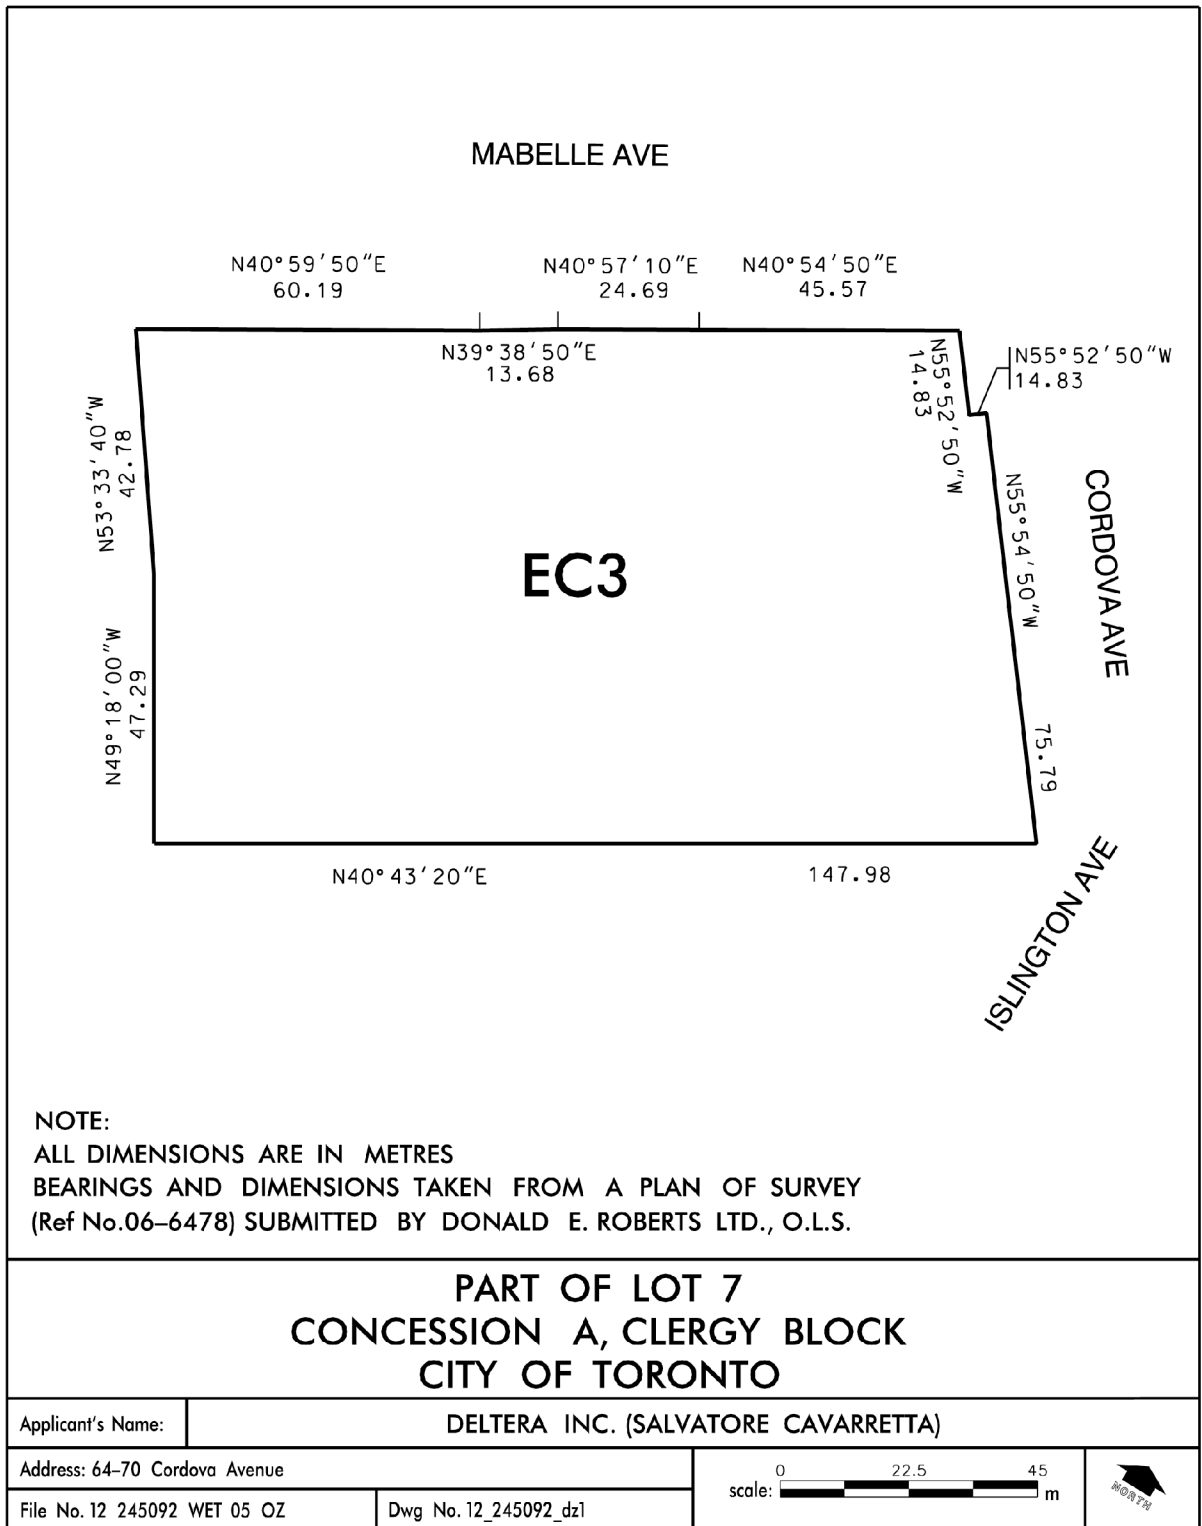 MABELLE AVE
N40°59'50"E
60.19
N40°57'10"E
24.69
N40°54'50"E
45.57
N39°38'50"E
13.68
N55°52'50"W
14.83
N55°52'50"W
14.83
N53°33'40"W
42.78
EC3
N55°54'50"W
75.79
CORDOVA AVE
N49°18'00"W
47.29
N40°43'20"E
147.98
ISLINGTON AVE
NOTE:
ALL DIMENSIONS ARE IN METRES
BEARINGS AND DIMENSIONS TAKEN FROM A PLAN OF SURVEY
(Ref No.06–6478) SUBMITTED BY DONALD E. ROBERTS LTD., O.L.S.
PART OF LOT 7
CONCESSION A, CLERGY BLOCK
CITY OF TORONTO
Applicant's Name:
DELTERA INC. (SALVATORE CAVARRETTA)
Address: 64–70 Cordova Avenue
File No. 12 245092 WET 05 OZ
Dwg No. 12_245092_dz1
0 22.5 45
scale: m
NORTH